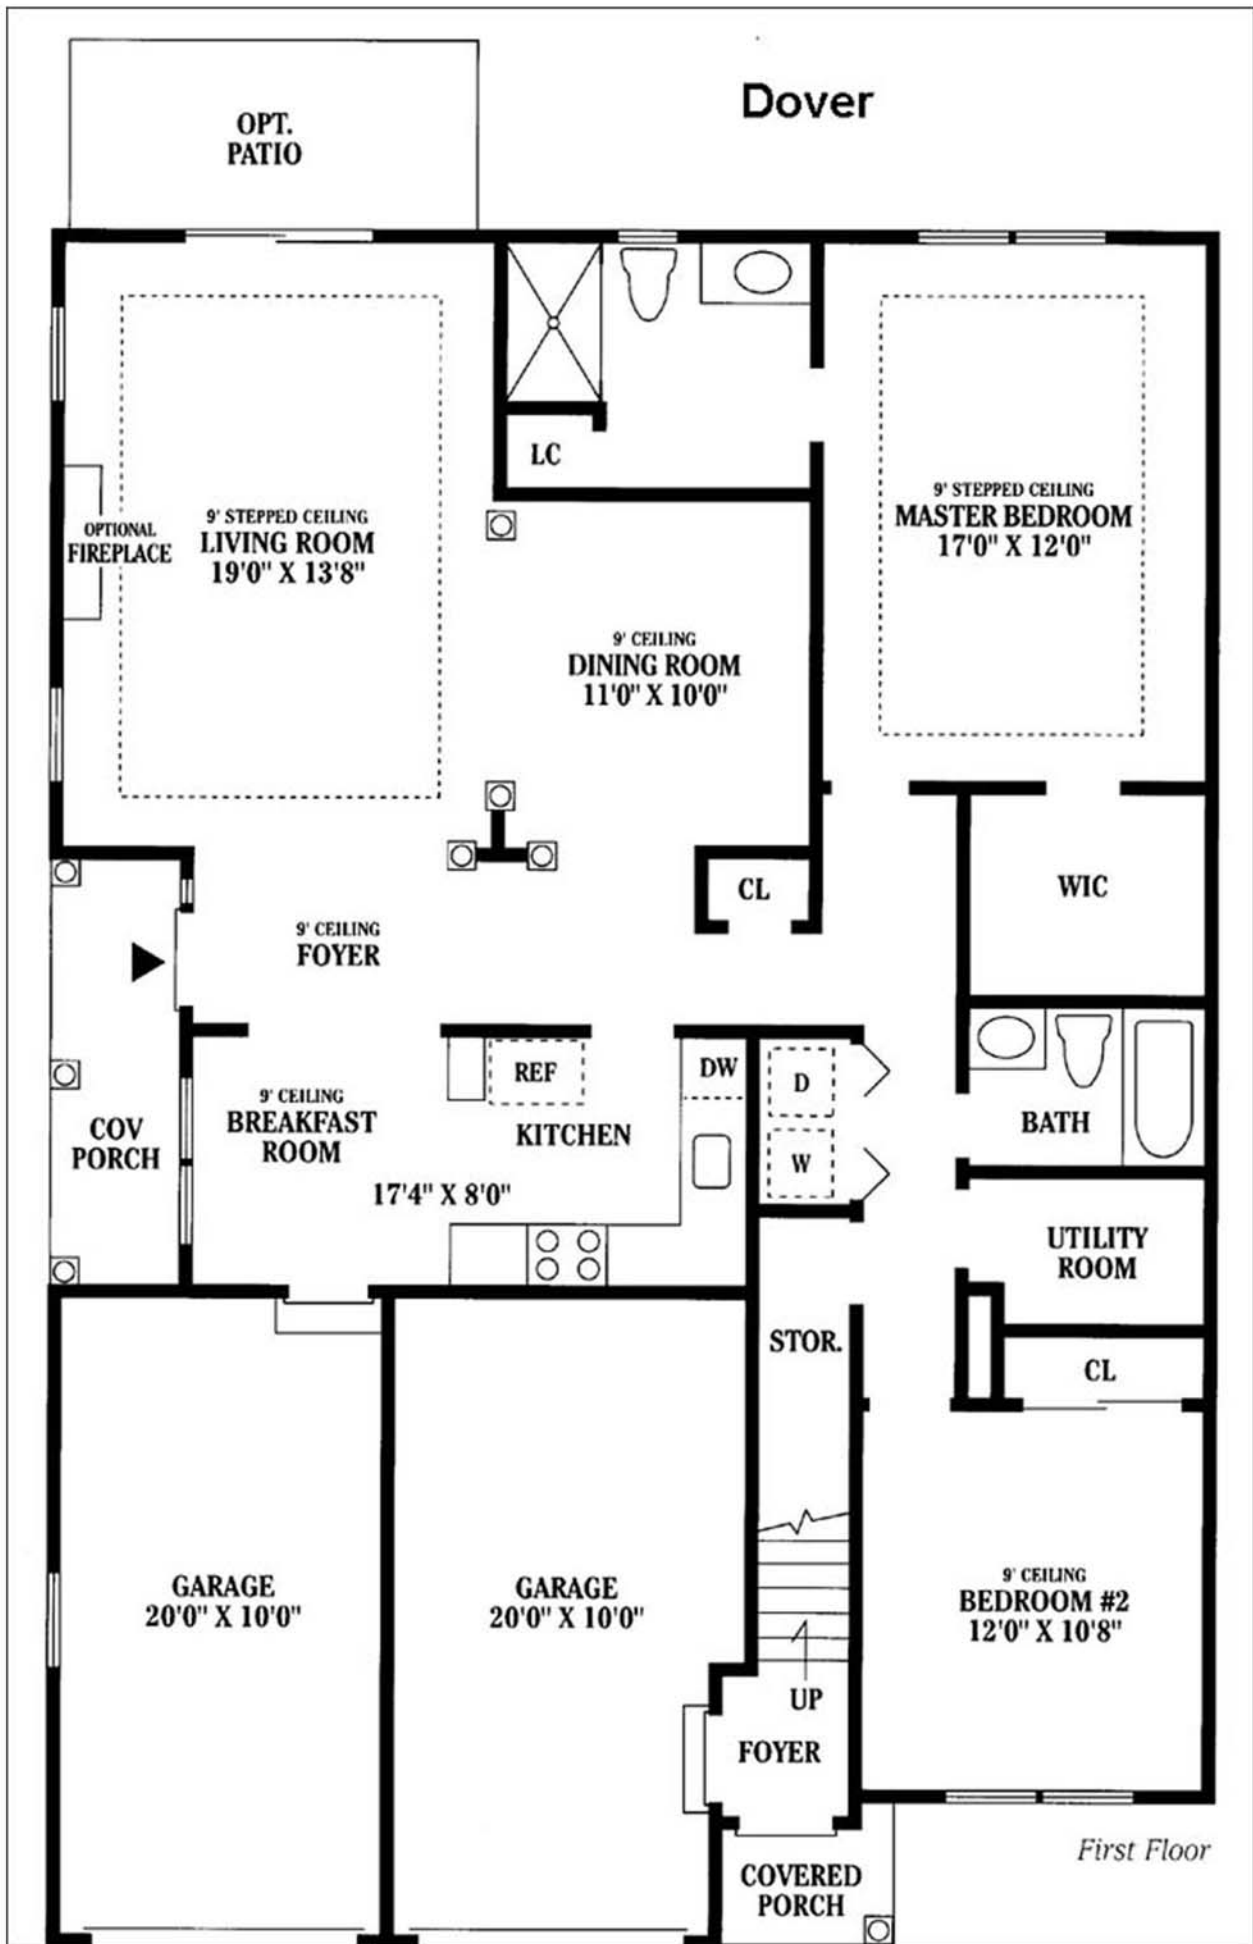 Dover
OPT.
PATIO
LC
OPTIONAL
FIREPLACE
9' STEPPED CEILING
LIVING ROOM
19'0" X 13'8"
9' STEPPED CEILING
MASTER BEDROOM
17'0" X 12'0"
9' CEILING
DINING ROOM
11'0" X 10'0"
CL
WIC
9' CEILING
FOYER
REF
DW
D
9' CEILING
BREAKFAST
ROOM
KITCHEN
COV
PORCH
BATH
W
17'4" X 8'0"
UTILITY
ROOM
STOR.
CL
GARAGE
20'0" X 10'0"
GARAGE
20'0" X 10'0"
9' CEILING
BEDROOM #2
12'0" X 10'8"
UP
FOYER
First Floor
COVERED
PORCH